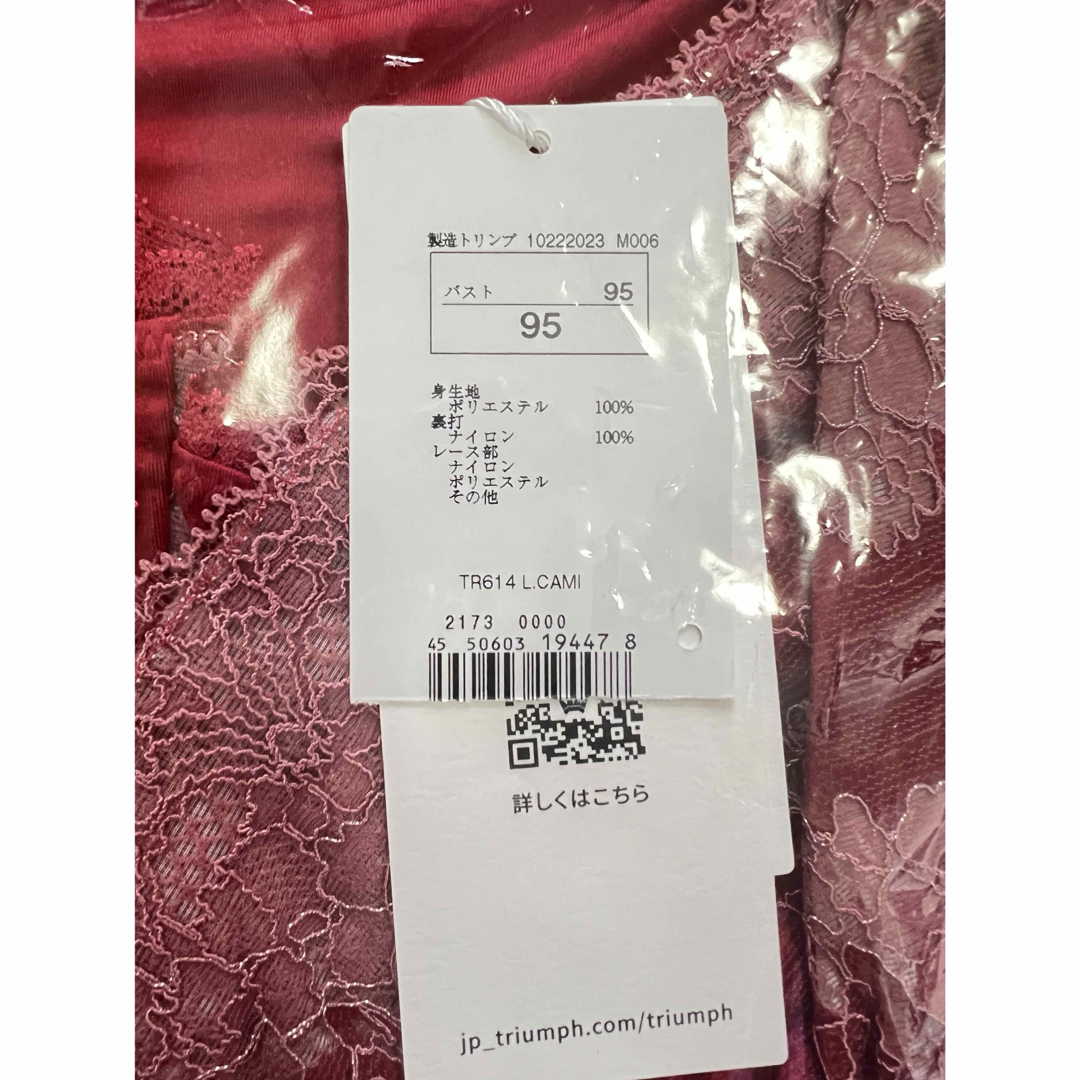 製造トリンプ 10222023 M006
バスト 95
95
身生地
ポリエステル 100%
裏打
ナイロン 100%
レース部
ナイロン
ポリエステル
その他
TR614 L.CAMI
2173 0000
45 50603 19447 8
詳しくはこちら
jp_triumph.com/triumph